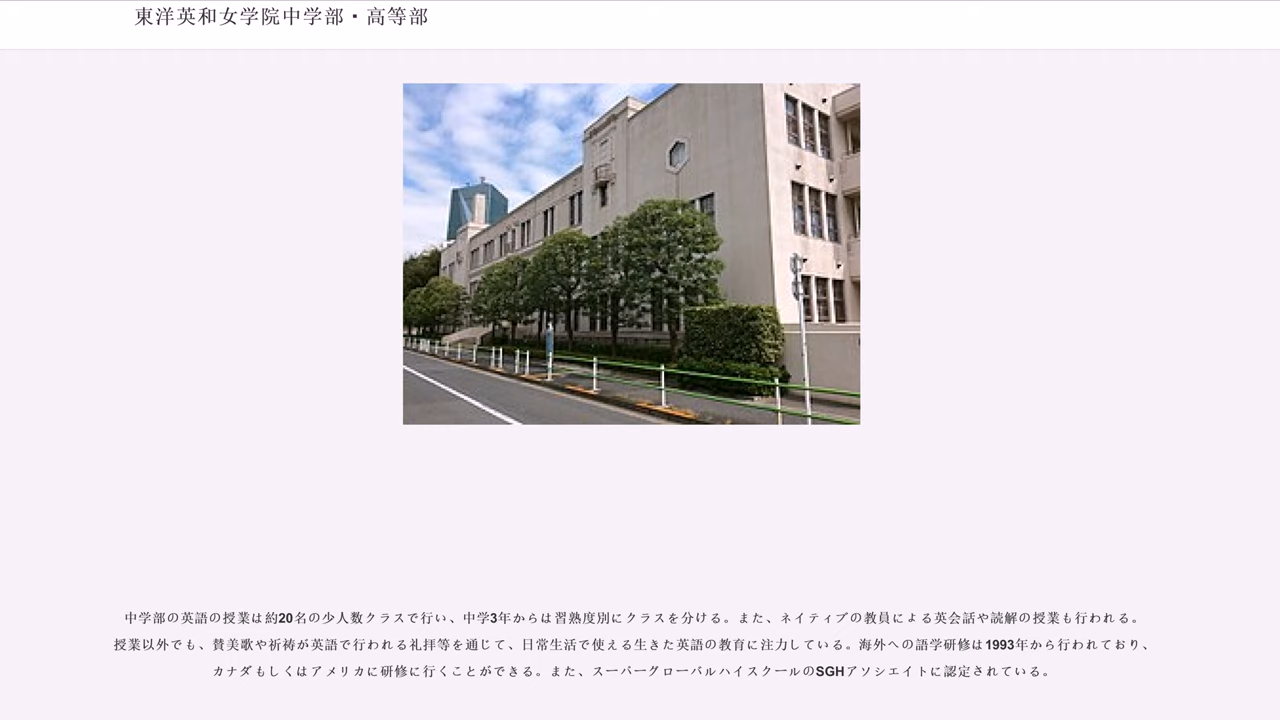 東洋英和女学院中学部・高等部
中学部の英語の授業は約20名の少人数クラスで行い、中学3年からは習熟度別にクラスを分ける。また、ネイティブの教員による英会話や読解の授業も行われる。
授業以外でも、賛美歌や祈祷が英語で行われる礼拝等を通じて、日常生活で使える生きた英語の教育に注力している。海外への語学研修は1993年から行われており、
カナダもしくはアメリカに研修に行くことができる。また、スーパーグローバルハイスクールのSGHアソシエイトに認定されている。